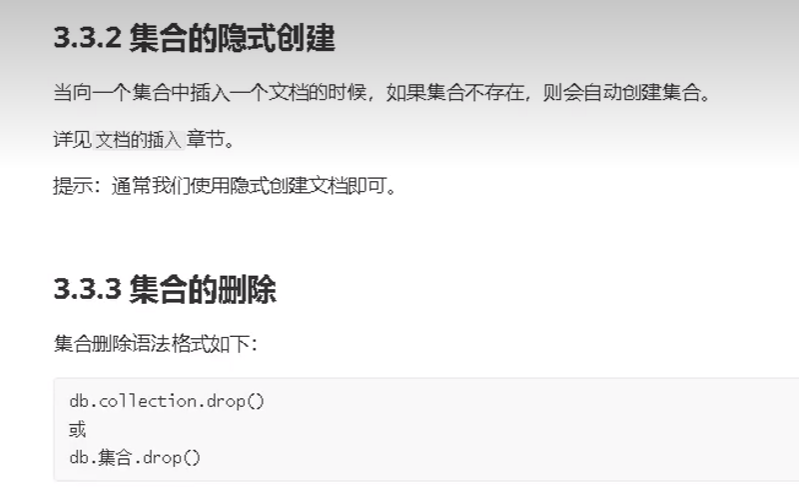 3.3.2 集合的隐式创建
当向一个集合中插入一个文档的时候，如果集合不存在，则会自动创建集合。
详见 文档的插入 章节。
提示：通常我们使用隐式创建文档即可。
3.3.3 集合的删除
集合删除语法格式如下：
db.collection.drop()
或
db.集合.drop()